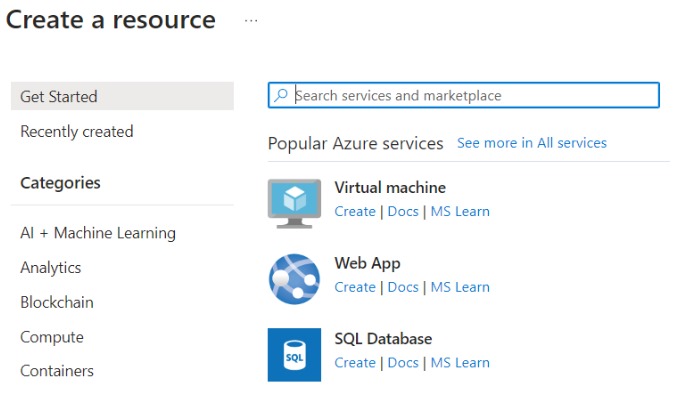 Create a resource ...
Get Started
Recently created
Categories
AI + Machine Learning
Analytics
Blockchain
Compute
Containers
Search services and marketplace
Popular Azure services See more in All services
Virtual machine
Create | Docs | MS Learn
Web App
Create | Docs | MS Learn
SQL
SQL Database
Create | Docs | MS Learn